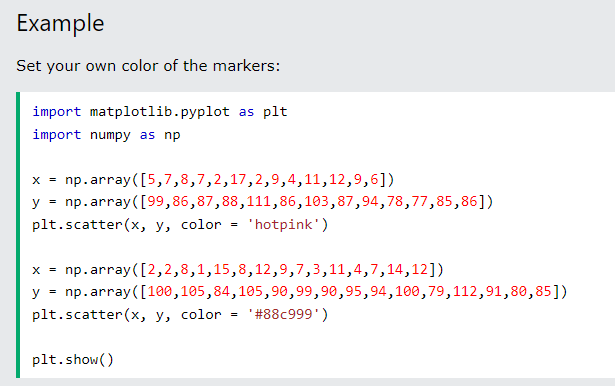 Example
Set your own color of the markers:
import matplotlib.pyplot as plt
import numpy as np
x = np.array([5,7,8,7,2,17,2,9,4,11,12,9,6])
y = np.array([99,86,87,88,111,86,103,87,94,78,77,85,86])
plt.scatter(x, y, color = 'hotpink')
x = np.array([2,2,8,1,15,8,12,9,7,3,11,4,7,14,12])
y = np.array([100,105,84,105,90,99,90,95,94,100,79,112,91,80,85])
plt.scatter(x, y, color = '#88c999')
plt.show()